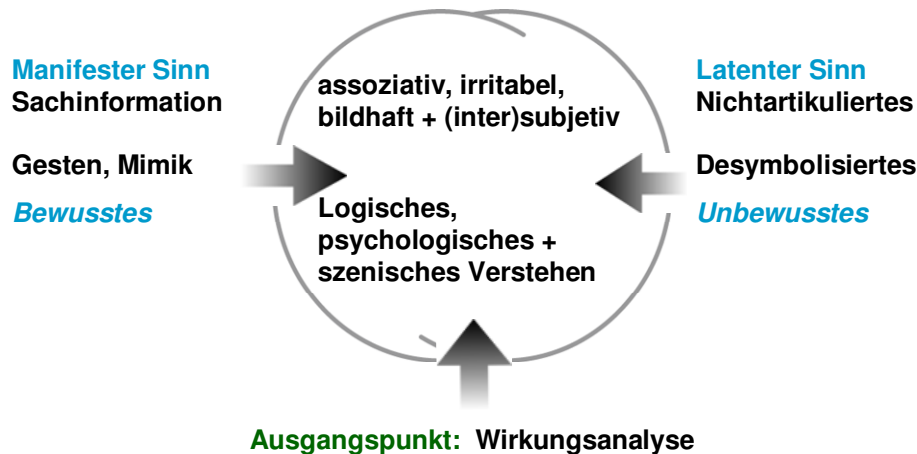 Manifester Sinn
Sachinformation
Gesten, Mimik
Bewusstes
assoziativ, irritabel,
bildhaft + (inter)subjetiv
Logisches,
psychologisches +
szenisches Verstehen
Latenter Sinn
Nichtartikuliertes
Desymbolisiertes
Unbewusstes
Ausgangspunkt: Wirkungsanalyse